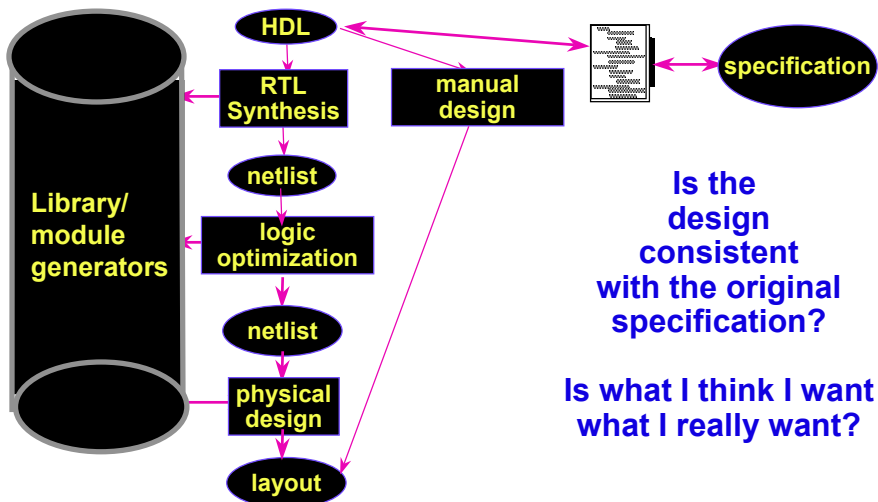 HDL
RTL
Synthesis
manual
design
specification
netlist
Library/
module
generators
logic
optimization
netlist
physical
design
layout
Is the
design
consistent
with the original
specification?
Is what I think I want
what I really want?